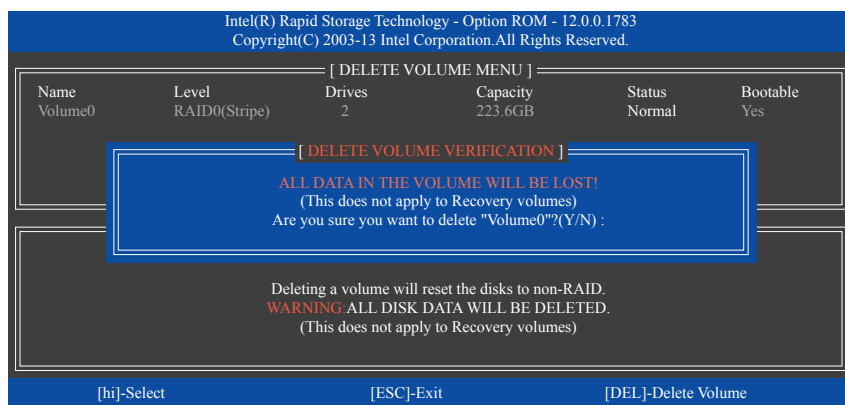 Intel(R) Rapid Storage Technology - Option ROM - 12.0.0.1783
Copyright(C) 2003-13 Intel Corporation.All Rights Reserved.
[ DELETE VOLUME MENU ]
Name Level Drives Capacity Status Bootable
Volume0 RAID0(Stripe) 2 223.6GB Normal Yes
[ DELETE VOLUME VERIFICATION ]
ALL DATA IN THE VOLUME WILL BE LOST!
(This does not apply to Recovery volumes)
Are you sure you want to delete "Volume0"?(Y/N) :
Deleting a volume will reset the disks to non-RAID.
WARNING:ALL DISK DATA WILL BE DELETED.
(This does not apply to Recovery volumes)
[hi]-Select [ESC]-Exit [DEL]-Delete Volume